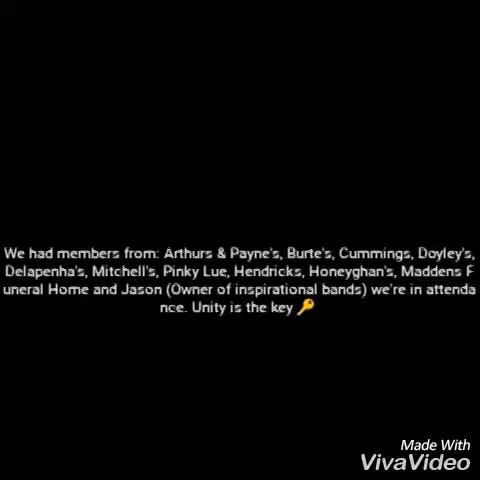 We had members from: Arthurs & Payne's, Burte's, Cummings, Doyley's,
Delapenha's, Mitchell's, Pinky Lue, Hendricks, Honeyghan's, Maddens F
uneral Home and Jason (Owner of inspirational bands) we're in attenda
nce. Unity is the key 🔑
Made With
VivaVideo